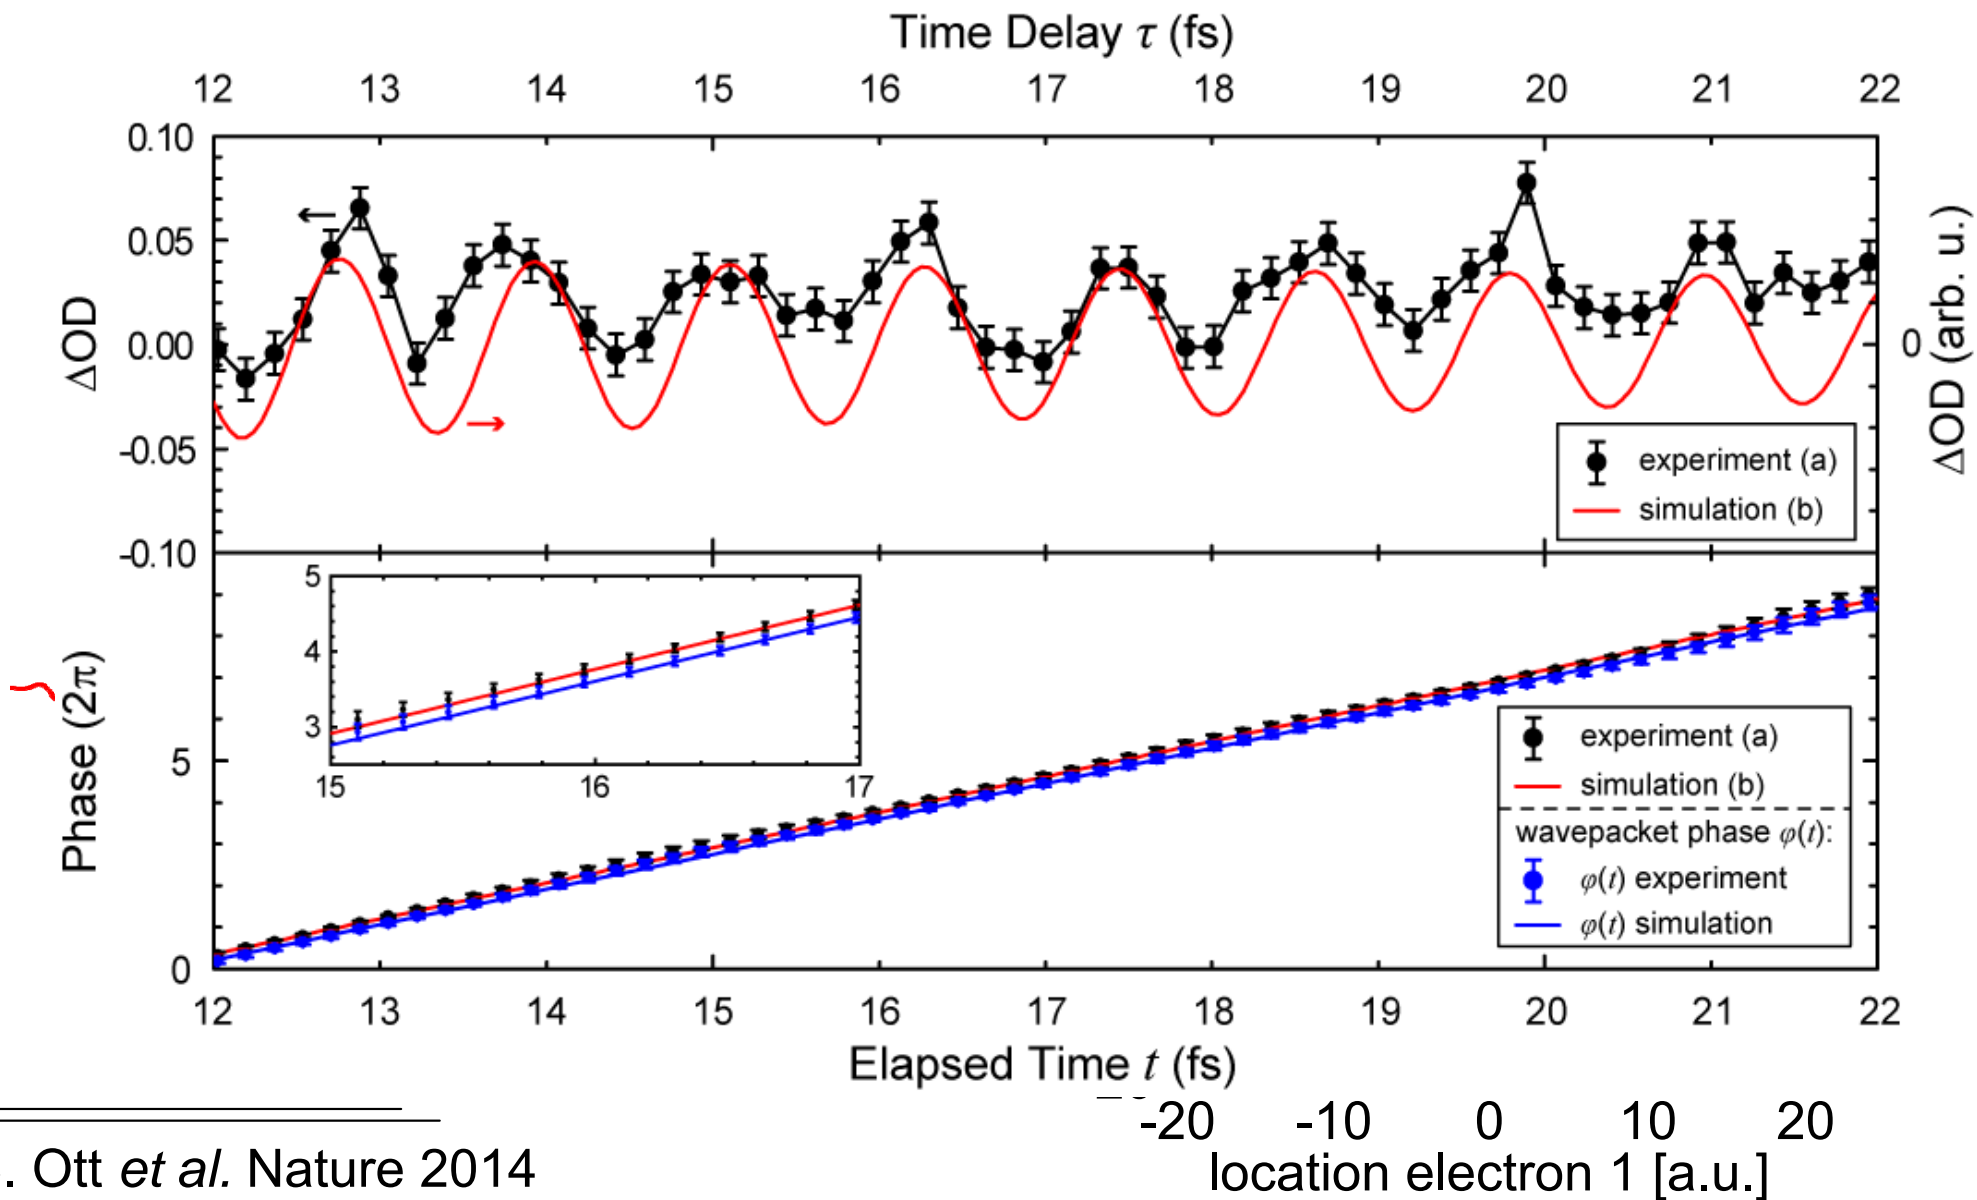 Time Delay τ (fs)
12 13 14 15 16 17 18 19 20 21 22
0.10
0.05
0.00
-0.05
-0.10
ΔOD
0
ΔOD (arb. u.)
experiment (a)
simulation (b)
5
4
3
15 16 17
Phase (2π)
5
0
experiment (a)
simulation (b)
wavepacket phase φ(t):
φ(t) experiment
φ(t) simulation
12 13 14 15 16 17 18 19 20 21 22
Elapsed Time t (fs)
-20 -10 0 10 20
location electron 1 [a.u.]
. Ott et al. Nature 2014